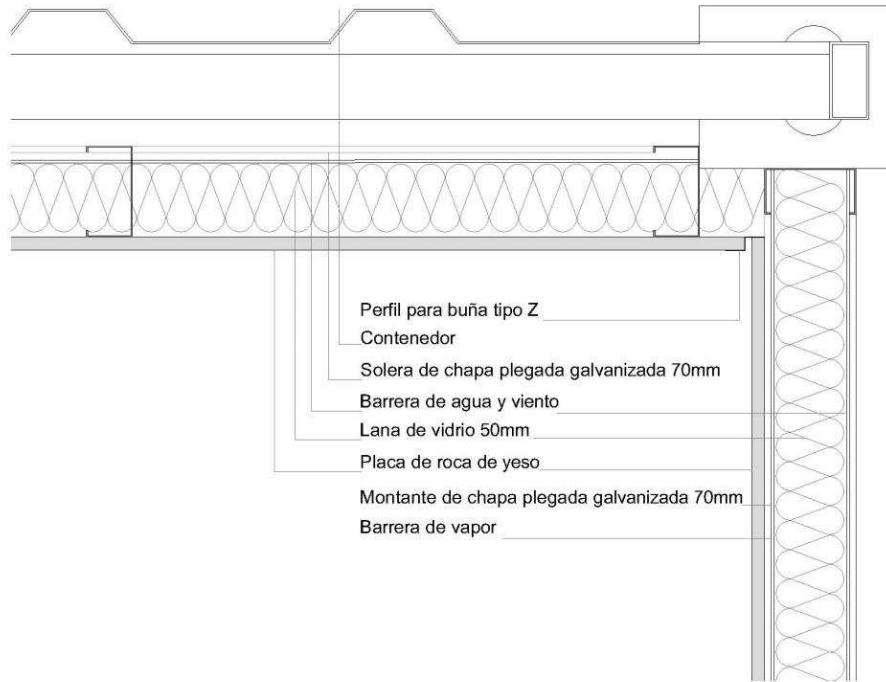 Perfil para buña tipo Z
Contenedor
Solera de chapa plegada galvanizada 70mm
Barrera de agua y viento
Lana de vidrio 50mm
Placa de roca de yeso
Montante de chapa plegada galvanizada 70mm
Barrera de vapor